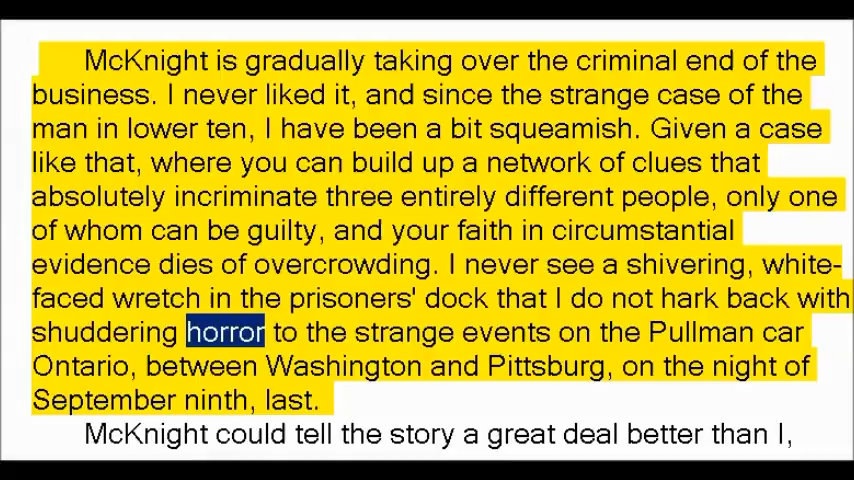 McKnight is gradually taking over the criminal end of the
business. I never liked it, and since the strange case of the
man in lower ten, I have been a bit squeamish. Given a case
like that, where you can build up a network of clues that
absolutely incriminate three entirely different people, only one
of whom can be guilty, and your faith in circumstantial
evidence dies of overcrowding. I never see a shivering, white-
faced wretch in the prisoners' dock that I do not hark back with
shuddering horror to the strange events on the Pullman car
Ontario, between Washington and Pittsburg, on the night of
September ninth, last.
McKnight could tell the story a great deal better than I,